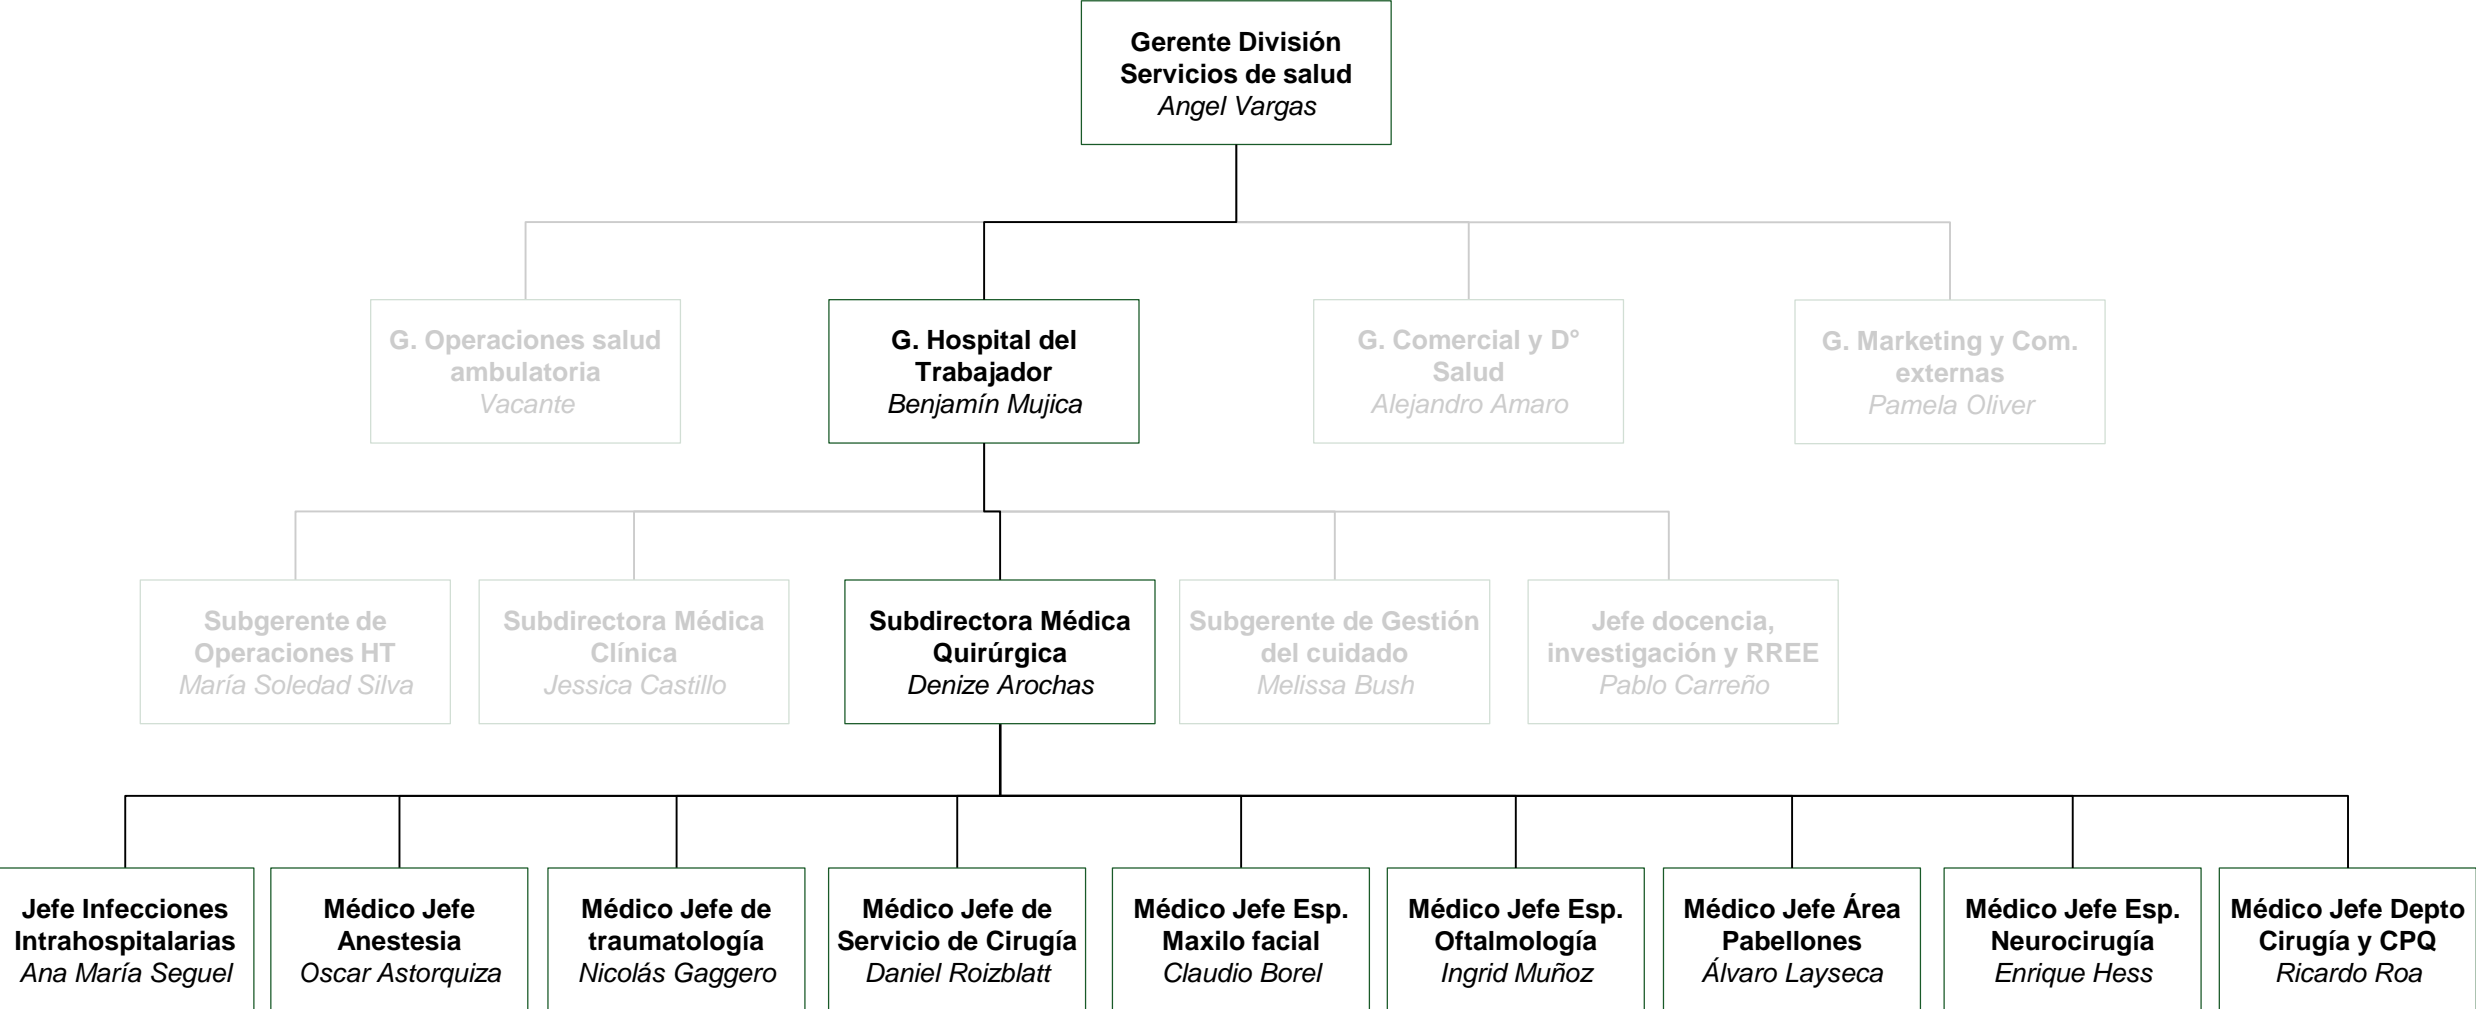 Gerente División
Servicios de salud
Angel Vargas
G. Operaciones salud
ambulatoria
Vacante
G. Hospital del
Trabajador
Benjamín Mujica
G. Comercial y D°
Salud
Alejandro Amaro
G. Marketing y Com.
externas
Pamela Oliver
Subgerente de
Operaciones HT
María Soledad Silva
Subdirectora Médica
Clínica
Jessica Castillo
Subdirectora Médica
Quirúrgica
Denize Arochas
Subgerente de Gestión
del cuidado
Melissa Bush
Jefe docencia,
investigación y RREE
Pablo Carreño
Jefe Infecciones
Intrahospitalarias
Ana María Seguel
Médico Jefe
Anestesia
Oscar Astorquiza
Médico Jefe de
traumatología
Nicolás Gaggero
Médico Jefe de
Servicio de Cirugía
Daniel Roizblatt
Médico Jefe Esp.
Maxilo facial
Claudio Borel
Médico Jefe Esp.
Oftalmología
Ingrid Muñoz
Médico Jefe Área
Pabellones
Álvaro Layseca
Médico Jefe Esp.
Neurocirugía
Enrique Hess
Médico Jefe Depto
Cirugía y CPQ
Ricardo Roa